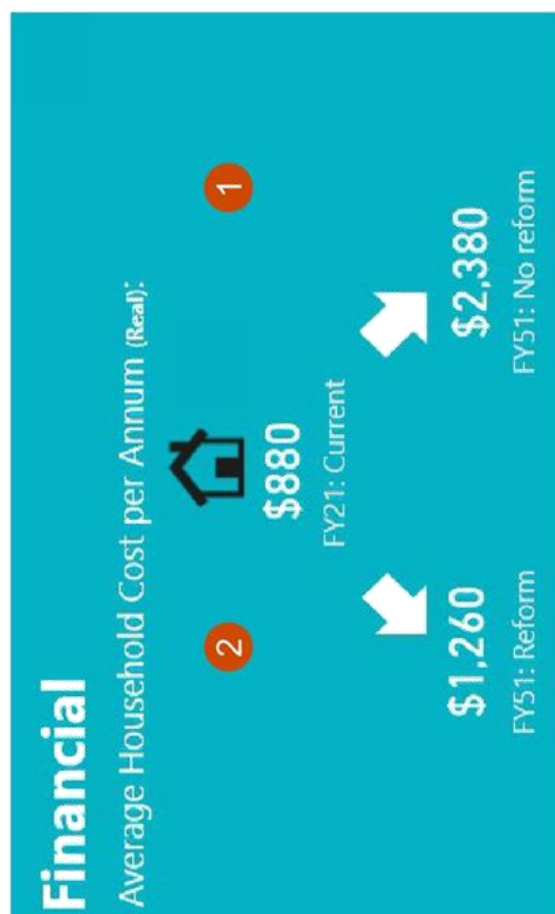 Financial
Average Household Cost per Annum (Real):
2
1
$880
FY21: Current
$1,260
FY51: Reform
$2,380
FY51: No reform